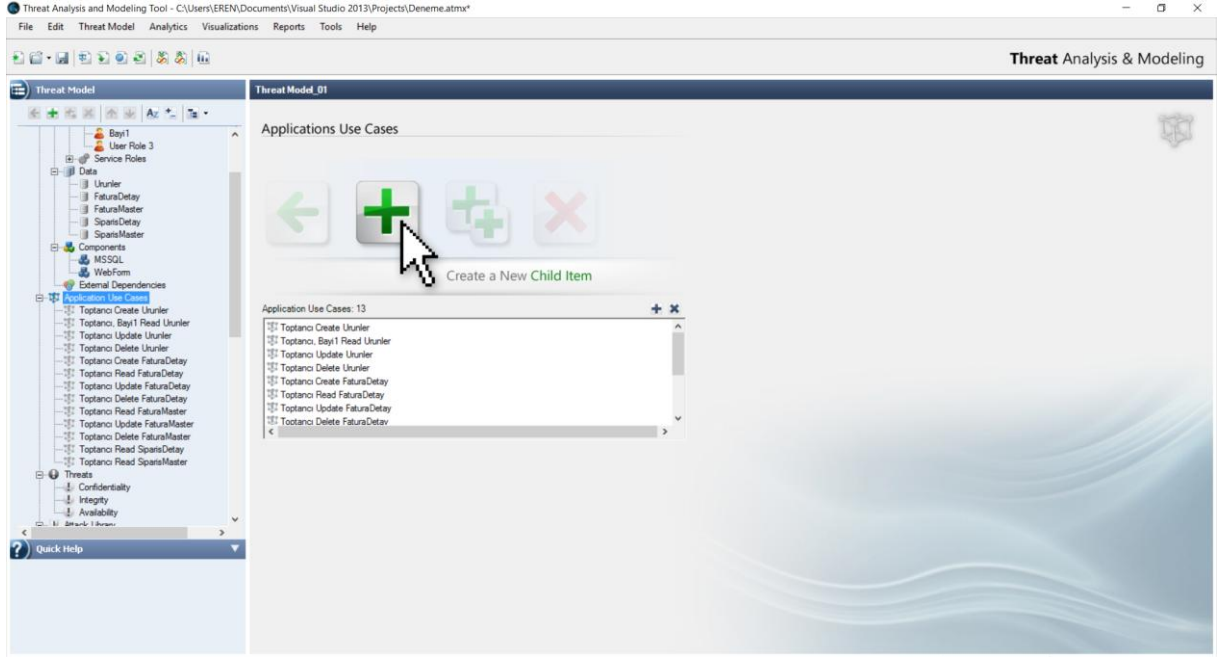 Threat Analysis and Modeling Tool - C:\Users\EREN\Documents\Visual Studio 2013\Projects\Deneme.atmx*
File Edit Threat Model Analytics Visualizations Reports Tools Help
Threat Analysis & Modeling
Threat Model
Bayi1
User Role 3
Service Roles
Data
Urunler
FaturaDetay
FaturaMaster
SiparisDetay
SiparisMaster
Components
MSSQL
WebForm
External Dependencies
Application Use Cases
Toptancı Create Urunler
Toptancı, Bayi1 Read Urunler
Toptancı Update Urunler
Toptancı Delete Urunler
Toptancı Create FaturaDetay
Toptancı Read FaturaDetay
Toptancı Update FaturaDetay
Toptancı Delete FaturaDetay
Toptancı Read FaturaMaster
Toptancı Update FaturaMaster
Toptancı Delete FaturaMaster
Toptancı Read SiparisDetay
Toptancı Read SiparisMaster
Threats
Confidentiality
Integrity
Availability
Attack Library
Quick Help
Threat Model_01
Applications Use Cases
Create a New Child Item
Application Use Cases: 13
Toptancı Create Urunler
Toptancı, Bayi1 Read Urunler
Toptancı Update Urunler
Toptancı Delete Urunler
Toptancı Create FaturaDetay
Toptancı Read FaturaDetay
Toptancı Update FaturaDetay
Toptancı Delete FaturaDetay